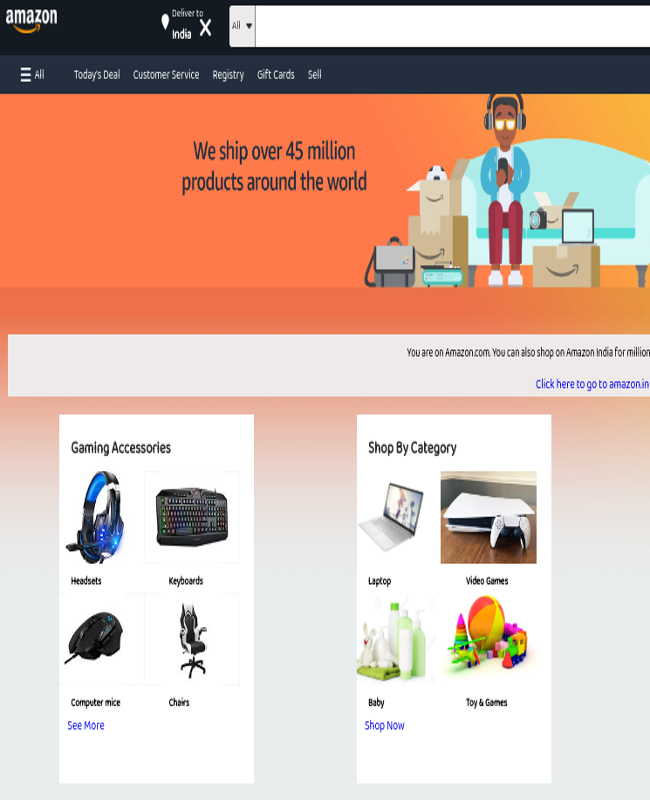 amazon
Deliver to
India
All
All Today's Deal Customer Service Registry Gift Cards Sell
We ship over 45 million
products around the world
You are on Amazon.com. You can also shop on Amazon India for million
Click here to go to amazon.in
Gaming Accessories
Headsets Keyboards
Computer mice Chairs
See More
Shop By Category
Laptop Video Games
Baby Toy & Games
Shop Now